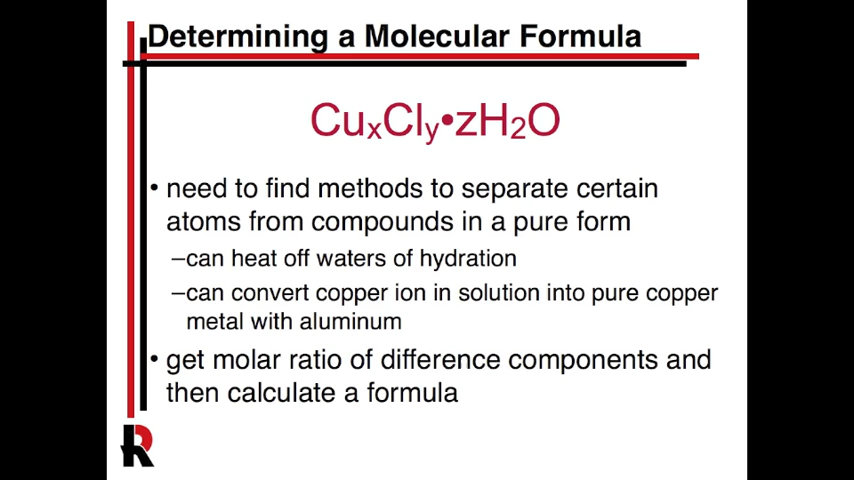 Determining a Molecular Formula
CuxCly•zH2O
• need to find methods to separate certain
atoms from compounds in a pure form
–can heat off waters of hydration
–can convert copper ion in solution into pure copper
metal with aluminum
• get molar ratio of difference components and
then calculate a formula
R